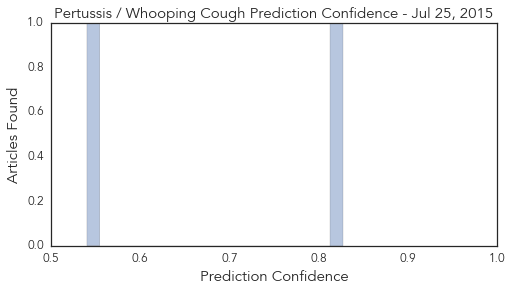 Pertussis / Whooping Cough Prediction Confidence - Jul 25, 2015
1.0
0.8
0.6
0.4
0.2
0.0
Articles Found
0.5 0.6 0.7 0.8 0.9 1.0
Prediction Confidence